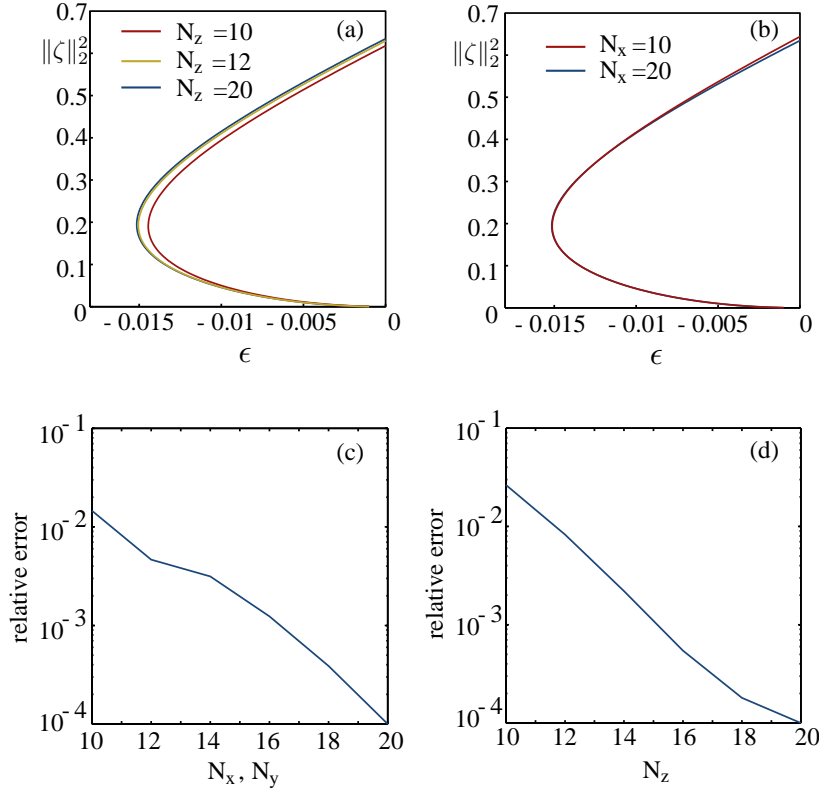 (a)
‖ζ‖₂²
N_z =10
N_z =12
N_z =20
0.7
0.6
0.5
0.4
0.3
0.2
0.1
0
- 0.015 - 0.01 - 0.005 0
ϵ
(b)
‖ζ‖₂²
N_x =10
N_x =20
0.7
0.6
0.5
0.4
0.3
0.2
0.1
0
- 0.015 - 0.01 - 0.005 0
ϵ
(c)
relative error
10^-1
10^-2
10^-3
10^-4
10 12 14 16 18 20
N_x , N_y
(d)
relative error
10^-1
10^-2
10^-3
10^-4
10 12 14 16 18 20
N_z